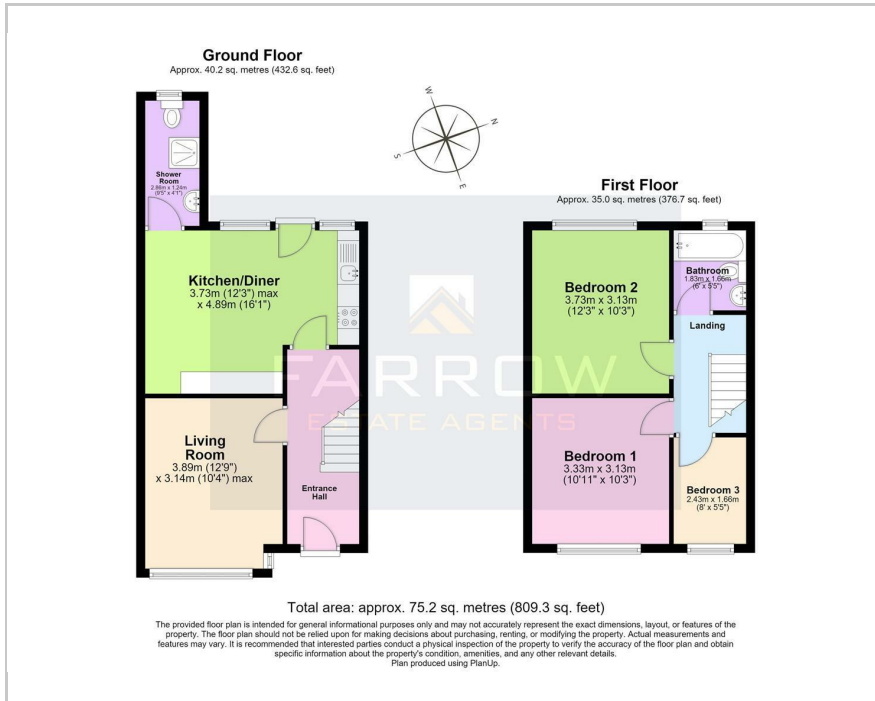 Ground Floor
Approx. 40.2 sq. metres (432.6 sq. feet)
Shower
Room
2.86m x 1.24m
(9'5" x 4'1")
Kitchen/Diner
3.73m (12'3") max
x 4.89m (16'1")
Living
Room
3.89m (12'9")
x 3.14m (10'4") max
Entrance
Hall
W
N
S
E
First Floor
Approx. 35.0 sq. metres (376.7 sq. feet)
Bedroom 2
3.73m x 3.13m
(12'3" x 10'3")
Bathroom
1.83m x 1.66m
(6' x 5'5")
Landing
Bedroom 1
3.33m x 3.13m
(10'11" x 10'3")
Bedroom 3
2.43m x 1.66m
(8' x 5'5")
FARROW
ESTATE AGENTS
Total area: approx. 75.2 sq. metres (809.3 sq. feet)
The provided floor plan is intended for general informational purposes only and may not accurately represent the exact dimensions, layout, or features of the
property. The floor plan should not be relied upon for making decisions about purchasing, renting, or modifying the property. Actual measurements and
features may vary. It is recommended that interested parties conduct a physical inspection of the property to verify the accuracy of the floor plan and obtain
specific information about the property's condition, amenities, and any other relevant details.
Plan produced using PlanUp.